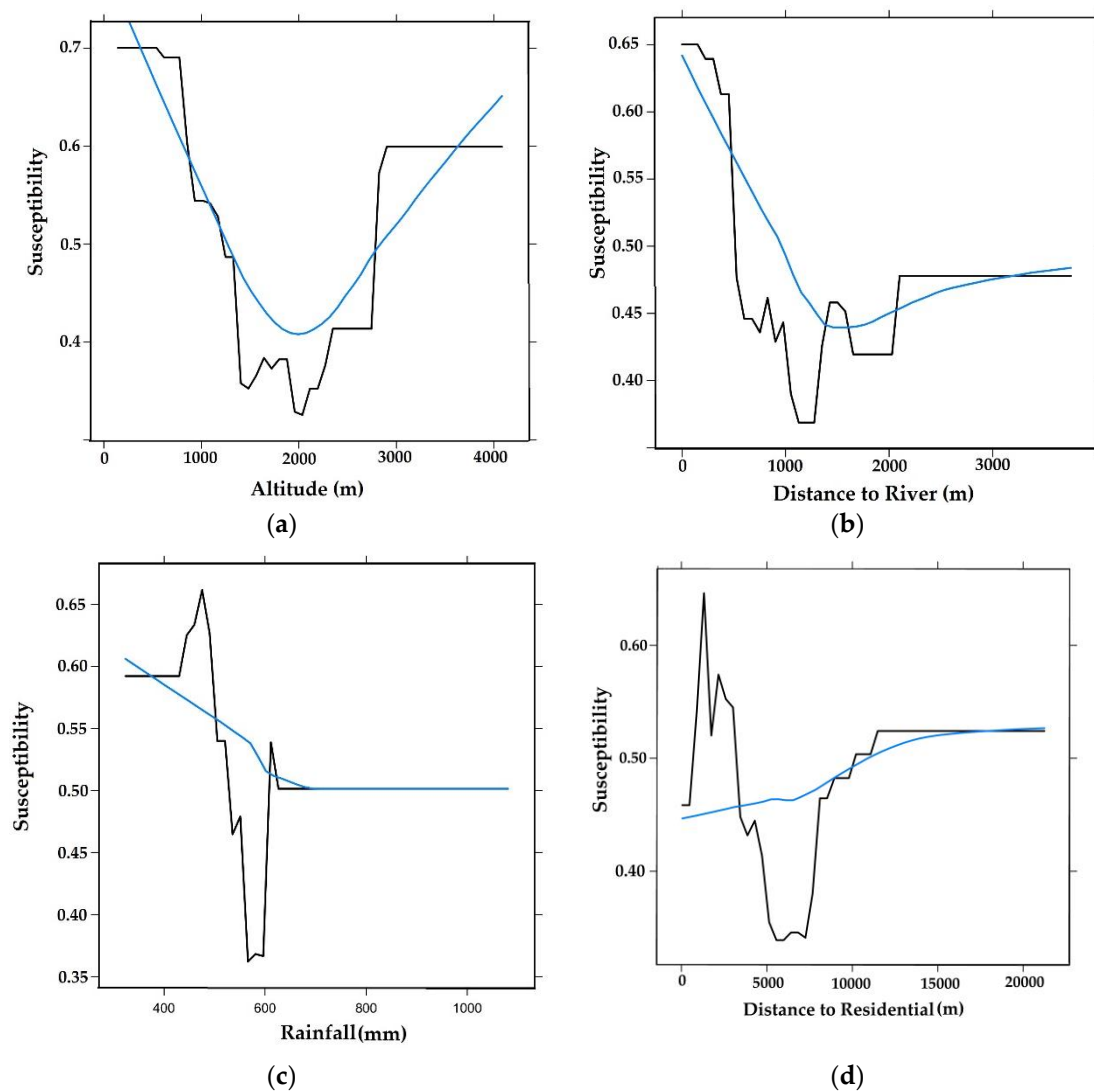 0 1000 2000 3000 4000
0.7
0.6
0.5
0.4
Susceptibility
Altitude (m)
(a)
0.65
0.60
0.55
0.50
0.45
0.40
Susceptibility
0 1000 2000 3000
Distance to River (m)
(b)
0.65
0.60
0.55
0.50
0.45
0.40
0.35
Susceptibility
400 600 800 1000
Rainfall (mm)
(c)
0.60
0.50
0.40
Susceptibility
0 5000 10000 15000 20000
Distance to Residential (m)
(d)